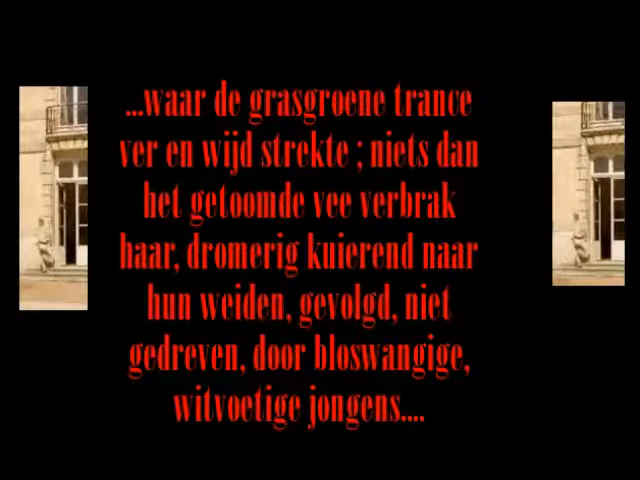 ...waar de grasgroene trance
ver en wijd strekte ; niets dan
het getoomde vee verbrak
haar, dromerig kuierend naar
hun weiden, gevolgd, niet
gedreven, door bloswangige,
witvoetige jongens....